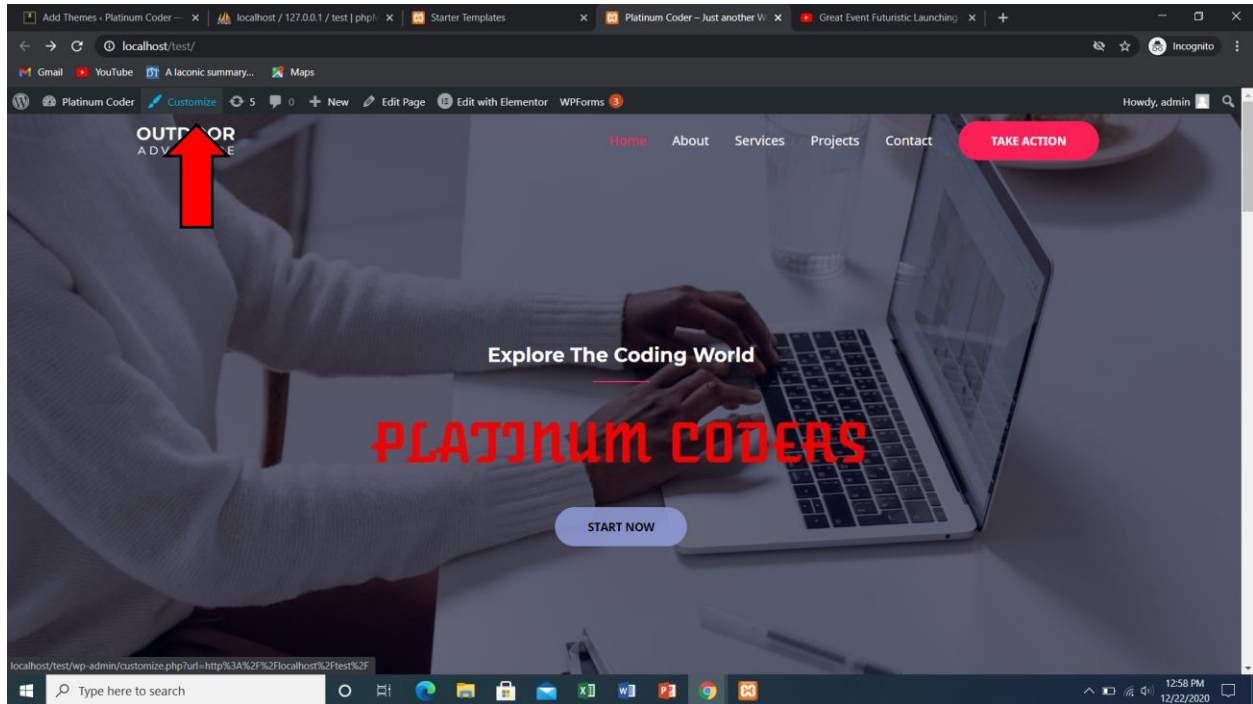 Add Themes ‹ Platinum Coder —
localhost / 127.0.0.1 / test | phpM
Starter Templates
Platinum Coder – Just another W
Great Event Futuristic Launching
localhost/test/
Incognito
Gmail YouTube A laconic summary... Maps
Platinum Coder Customize 5 0 New Edit Page Edit with Elementor WPForms 3 Howdy, admin
Home About Services Projects Contact TAKE ACTION
Explore The Coding World
PLATINUM CODERS
START NOW
localhost/test/wp-admin/customize.php?url=http%3A%2F%2Flocalhost%2Ftest%2F
Type here to search
12:58 PM
12/22/2020